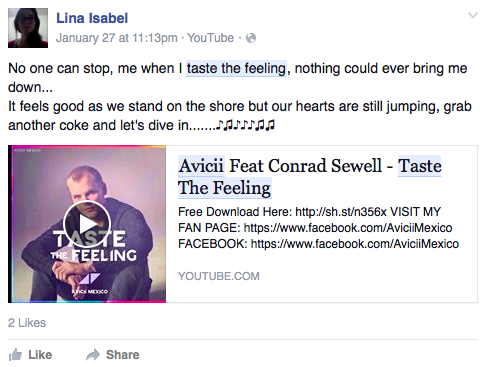 Lina Isabel
January 27 at 11:13pm · YouTube ·
No one can stop, me when I taste the feeling, nothing could ever bring me
down...
It feels good as we stand on the shore but our hearts are still jumping, grab
another coke and let's dive in.......♪♫♪♪♪♫♫
TASTE
THE FEELING
AVICII MEXICO
Avicii Feat Conrad Sewell - Taste
The Feeling
Free Download Here: http://sh.st/n356x VISIT MY
FAN PAGE: https://www.facebook.com/AviciiMexico
FACEBOOK: https://www.facebook.com/AviciiMexico
YOUTUBE.COM
2 Likes
Like Share